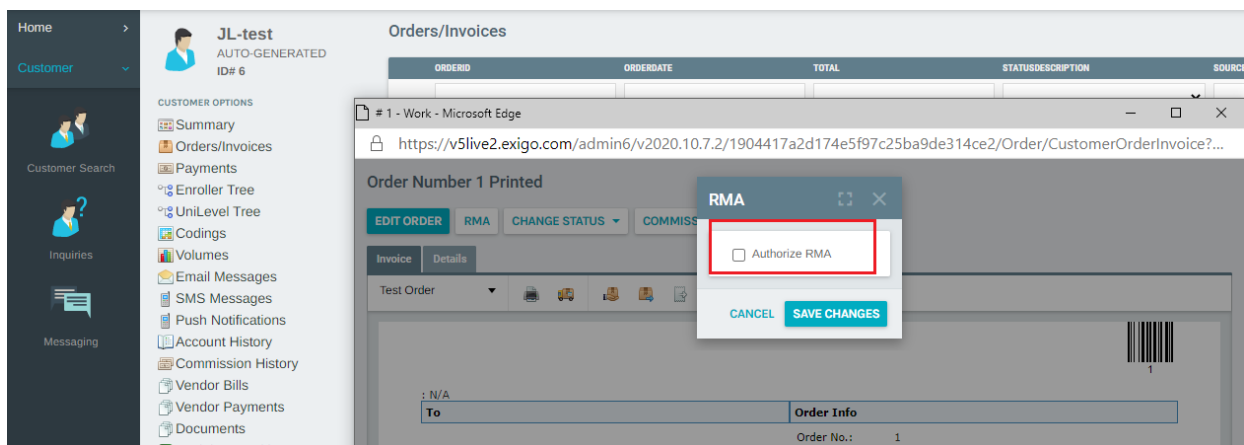 Home
Customer
Customer Search
Inquiries
Messaging
JL-test
AUTO-GENERATED
ID# 6
CUSTOMER OPTIONS
Summary
Orders/Invoices
Payments
Enroller Tree
UniLevel Tree
Codings
Volumes
Email Messages
SMS Messages
Push Notifications
Account History
Commission History
Vendor Bills
Vendor Payments
Documents
Orders/Invoices
ORDERID ORDERDATE TOTAL STATUSDESCRIPTION SOURCE
# 1 - Work - Microsoft Edge
https://v5live2.exigo.com/admin6/v2020.10.7.2/1904417a2d174e5f97c25ba9de314ce2/Order/CustomerOrderInvoice?...
Order Number 1 Printed
EDIT ORDER RMA CHANGE STATUS COMMISS
Invoice Details
Test Order
RMA
Authorize RMA
CANCEL SAVE CHANGES
1
: N/A
To Order Info
Order No.: 1